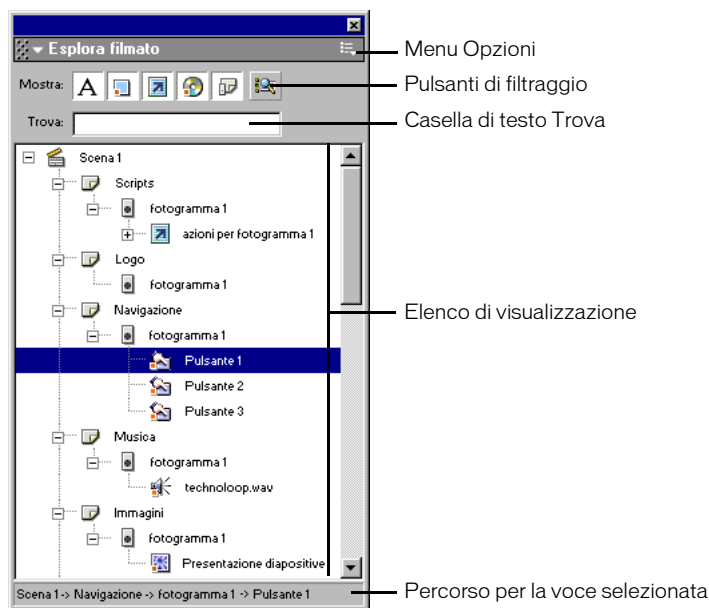 Esplora filmato
Menu Opzioni
Mostra: A
Pulsanti di filtraggio
Trova:
Casella di testo Trova
Scena 1
Scripts
fotogramma 1
azioni per fotogramma 1
Logo
fotogramma 1
Elenco di visualizzazione
Navigazione
fotogramma 1
Pulsante 1
Pulsante 2
Pulsante 3
Musica
fotogramma 1
technoloop.wav
Immagini
fotogramma 1
Presentazione diapositive
Scena 1-> Navigazione -> fotogramma 1 -> Pulsante 1
Percorso per la voce selezionata